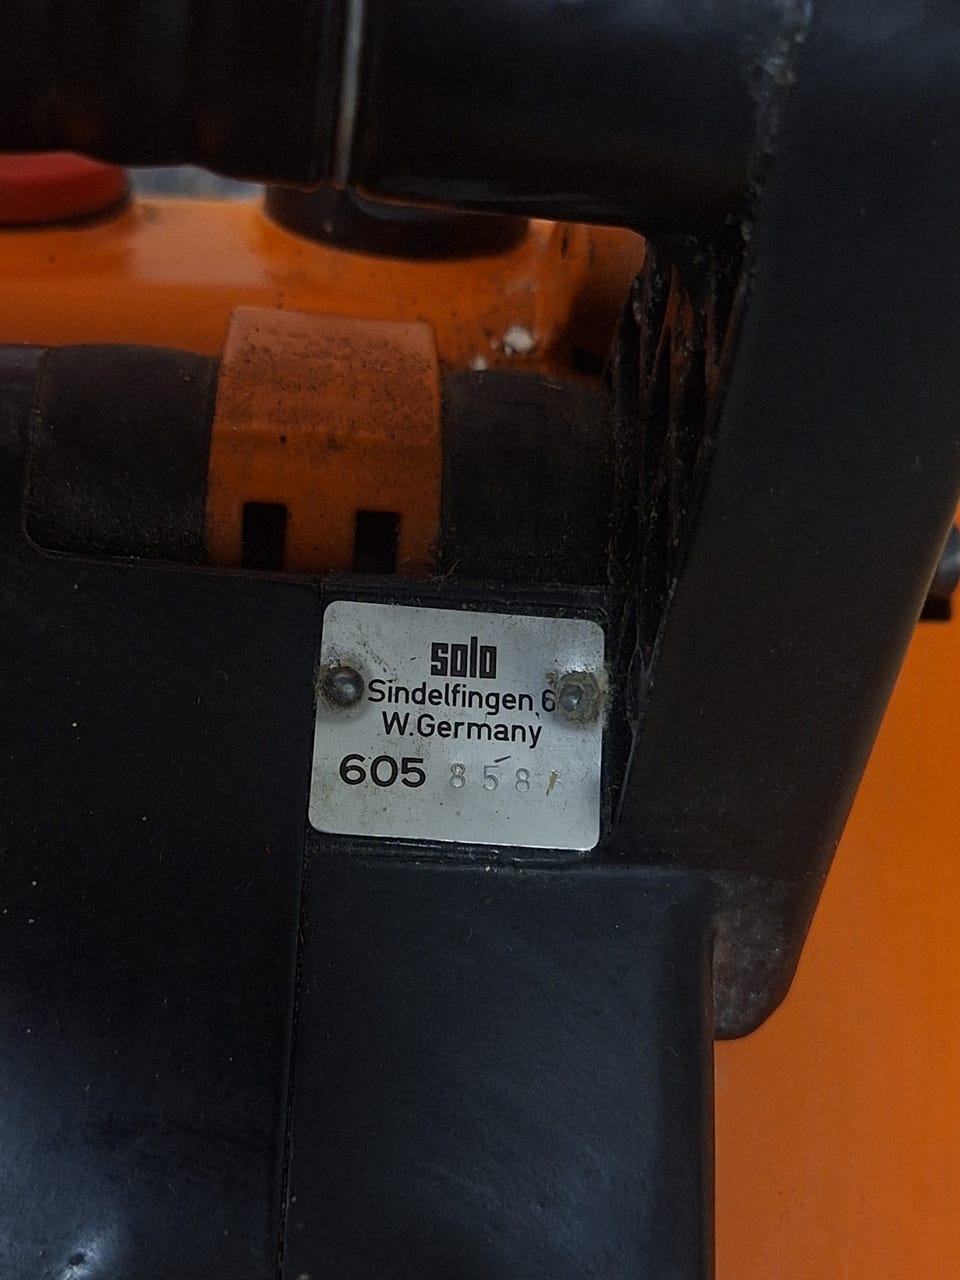 solo
Sindelfingen 6
W.Germany
605 858